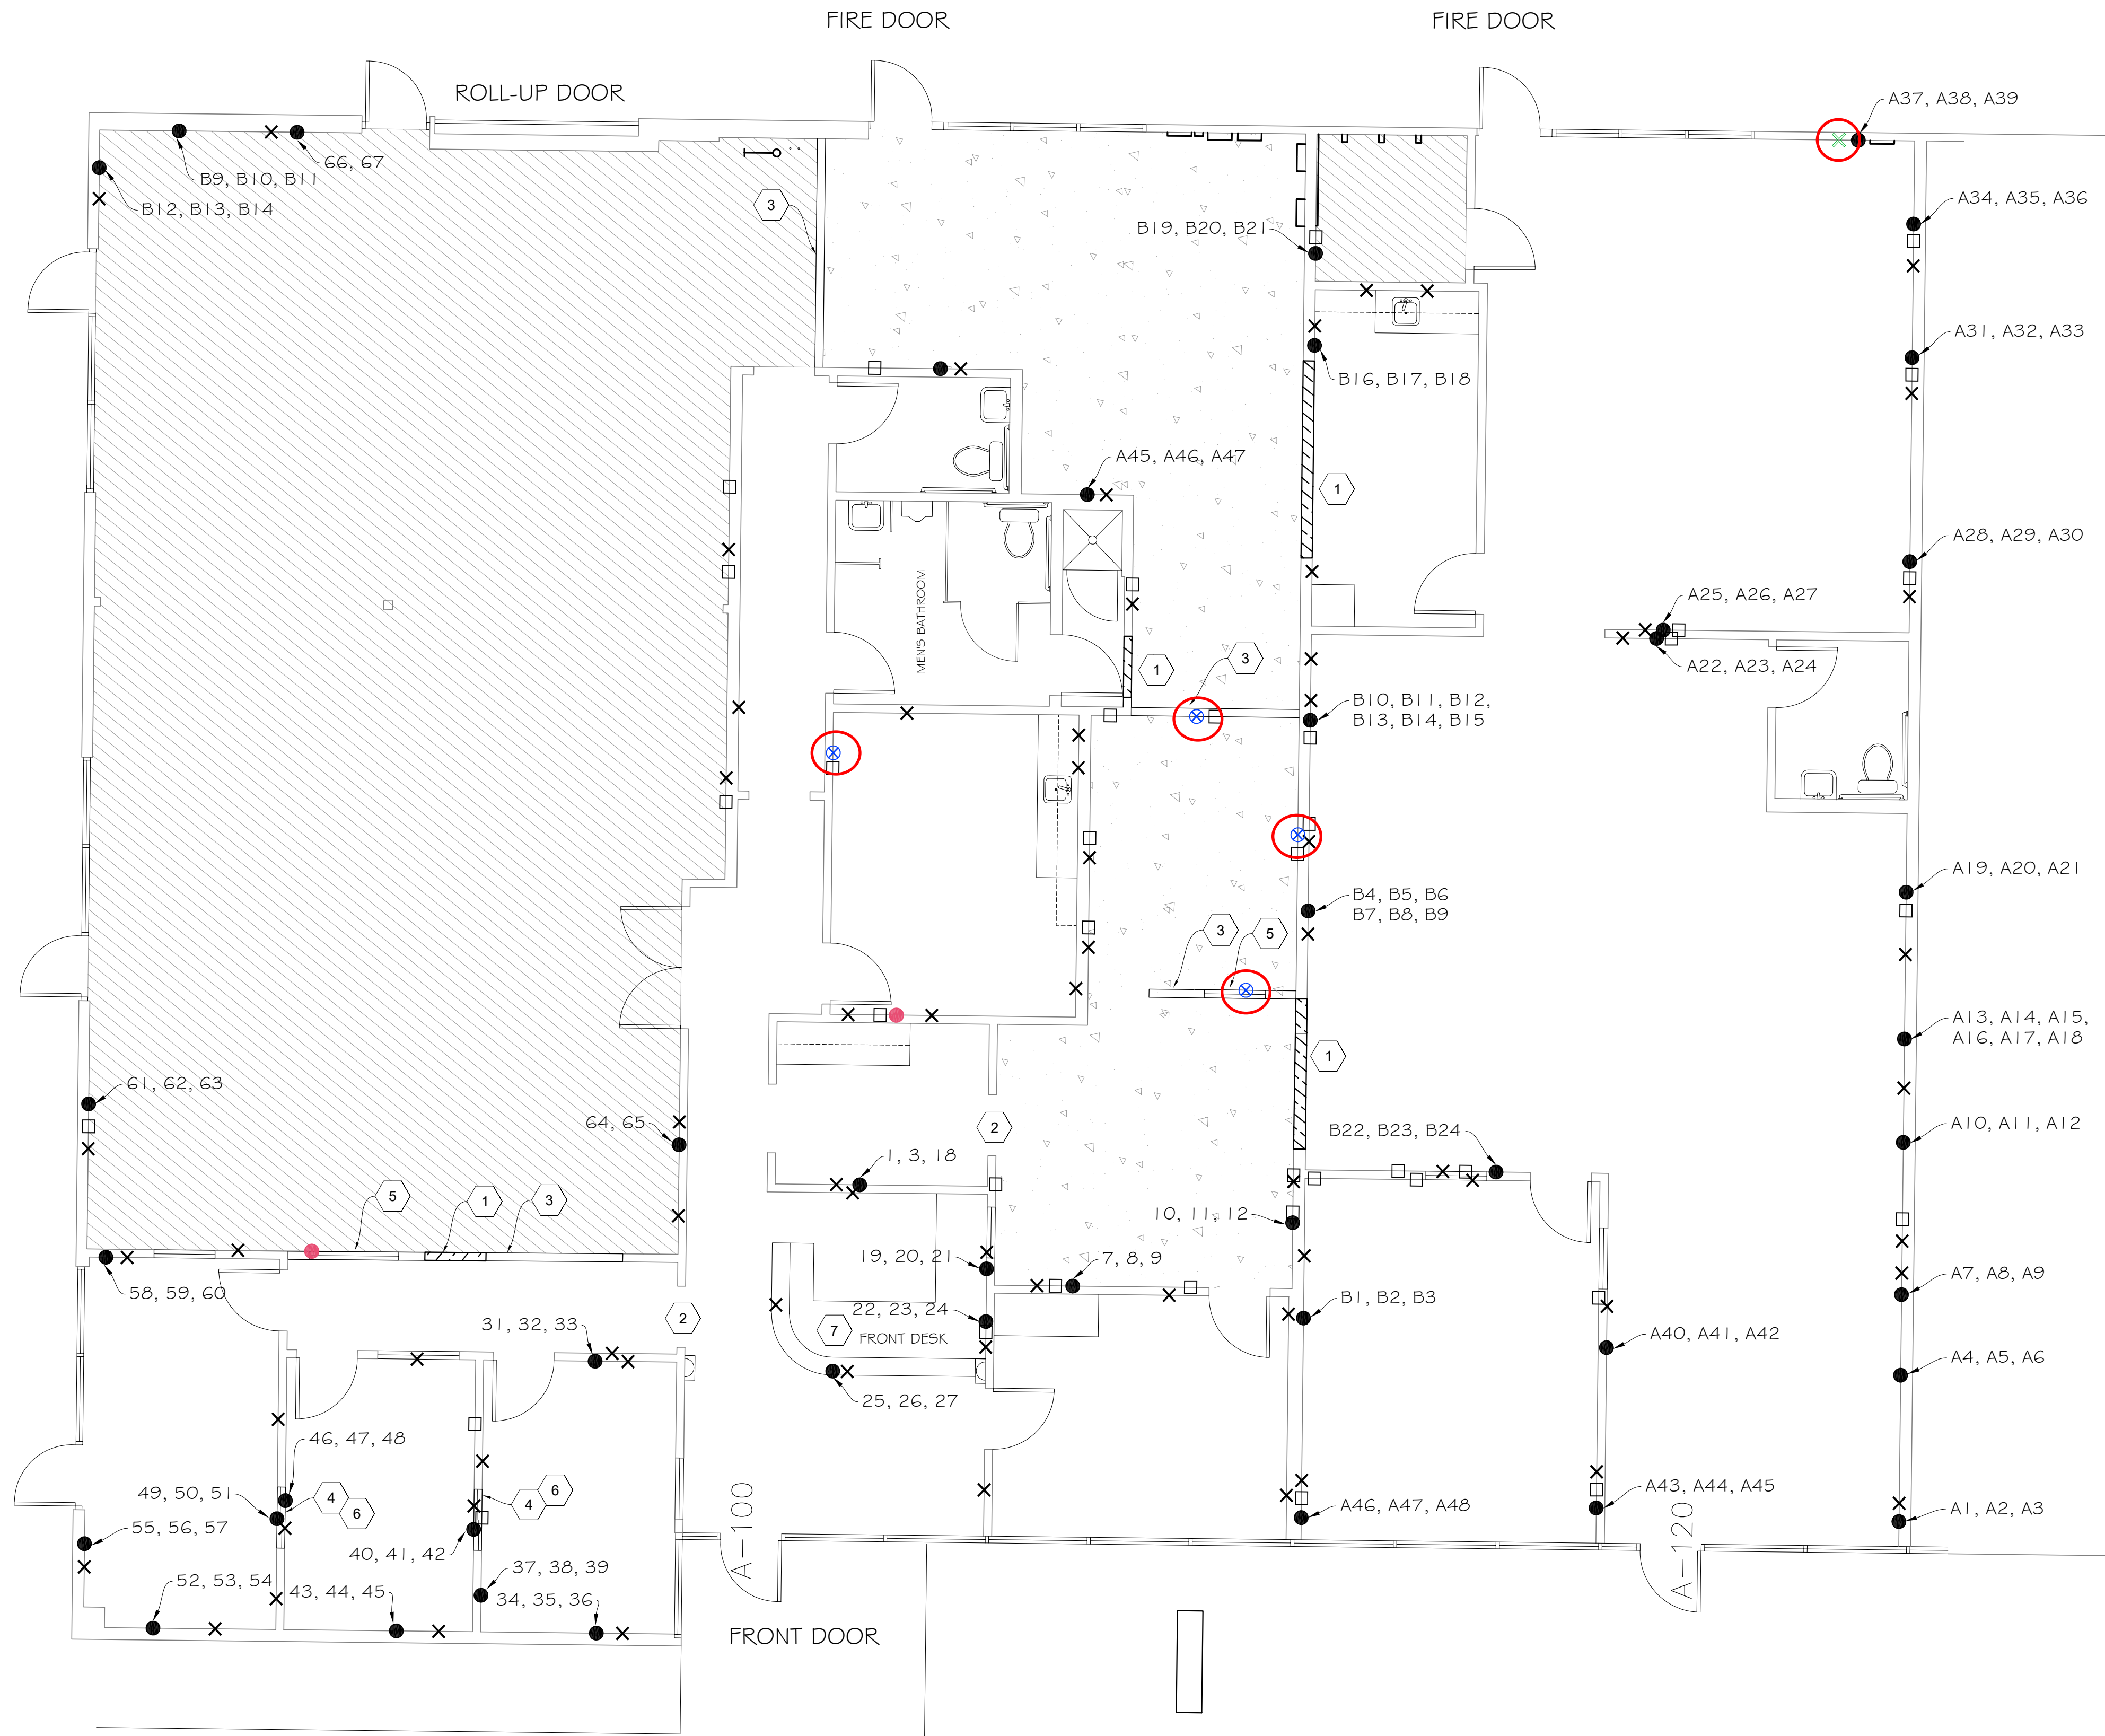 FIRE DOOR
FIRE DOOR
ROLL-UP DOOR
A37, A38, A39
66, 67
B9, B10, B11
B12, B13, B14
3
B19, B20, B21
A34, A35, A36
A31, A32, A33
B16, B17, B18
A45, A46, A47
1
A28, A29, A30
MEN'S BATHROOM
A25, A26, A27
A22, A23, A24
1
3
B10, B11, B12,
B13, B14, B15
A19, A20, A21
B4, B5, B6
B7, B8, B9
3
5
A13, A14, A15,
A16, A17, A18
1
61, 62, 63
64, 65
2
A10, A11, A12
B22, B23, B24
1, 3, 18
5
1
3
10, 11, 12
19, 20, 21
7, 8, 9
58, 59, 60
A7, A8, A9
B1, B2, B3
22, 23, 24
31, 32, 33
2
7
FRONT DESK
A40, A41, A42
A4, A5, A6
25, 26, 27
46, 47, 48
49, 50, 51
4
6
4
6
A46, A47, A48
A43, A44, A45
A1, A2, A3
55, 56, 57
40, 41, 42
A-100
A-120
52, 53, 54
43, 44, 45
37, 38, 39
34, 35, 36
FRONT DOOR